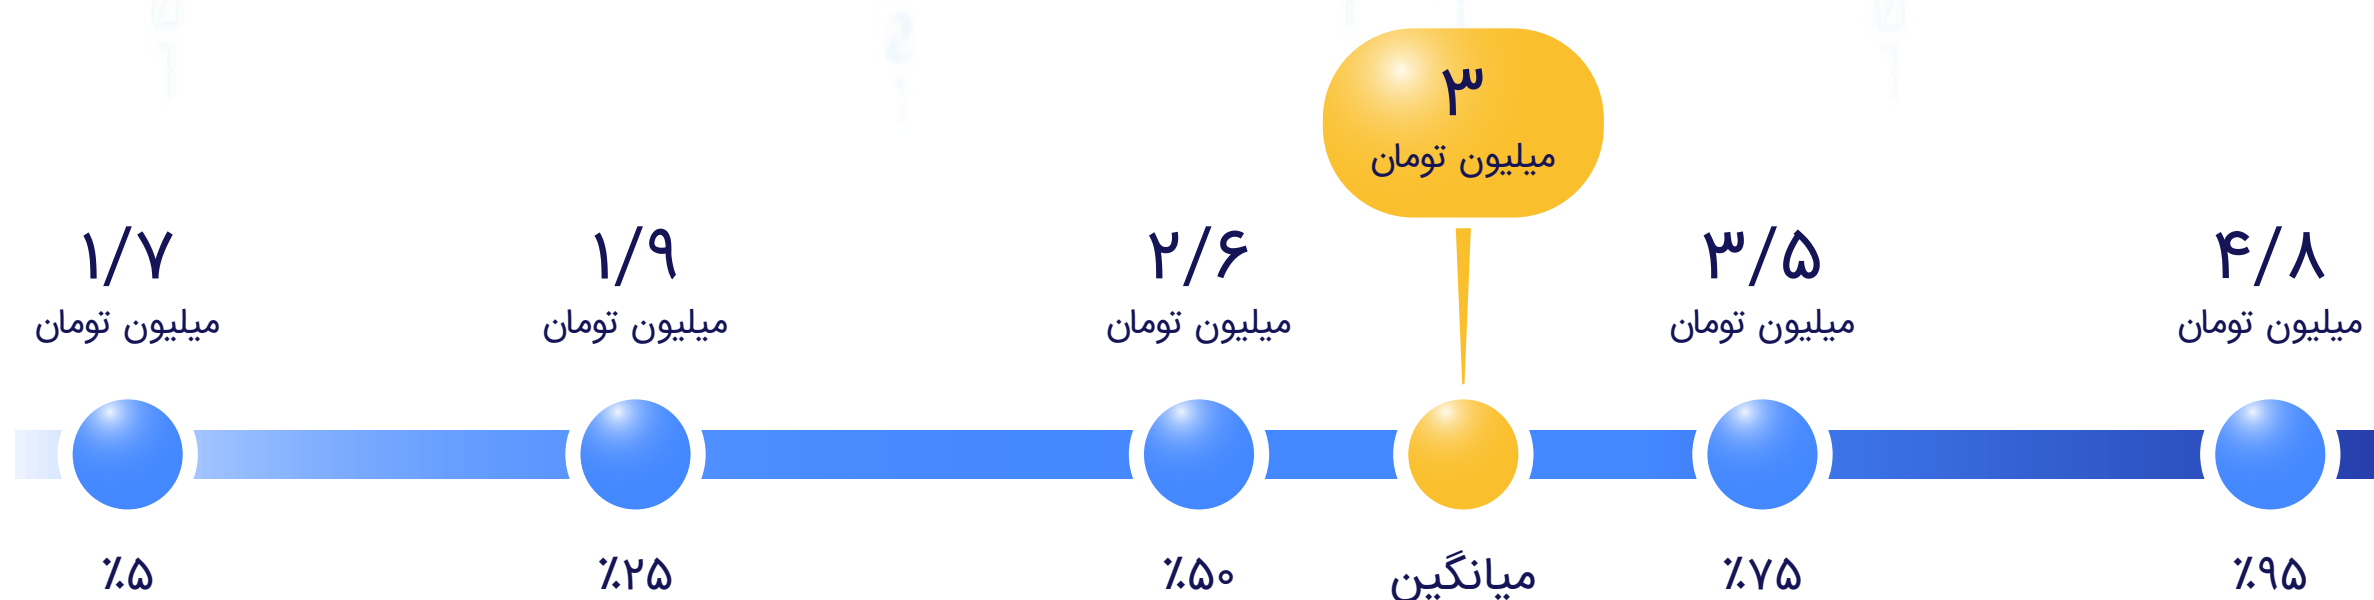 ۳
میلیون تومان
۱/۷
میلیون تومان
۱/۹
میلیون تومان
۲/۶
میلیون تومان
۳/۵
میلیون تومان
۴/۸
میلیون تومان
٪۵
٪۲۵
٪۵۰
میانگین
٪۷۵
٪۹۵